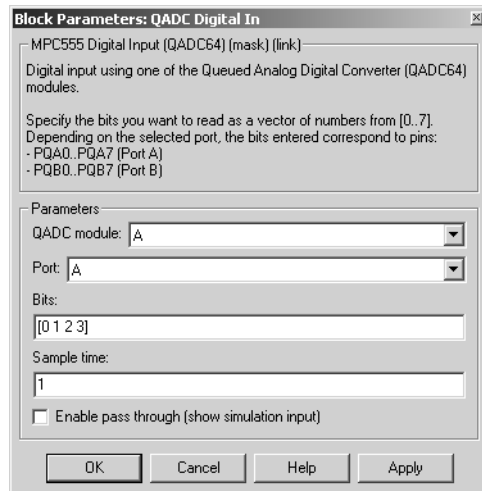 Block Parameters: QADC Digital In
MPC555 Digital Input (QADC64) (mask) (link)
Digital input using one of the Queued Analog Digital Converter (QADC64)
modules.
Specify the bits you want to read as a vector of numbers from [0..7].
Depending on the selected port, the bits entered correspond to pins:
- PQA0..PQA7 (Port A)
- PQB0..PQB7 (Port B)
Parameters
QADC module: A
Port: A
Bits:
[0 1 2 3]
Sample time:
1
Enable pass through (show simulation input)
OK Cancel Help Apply